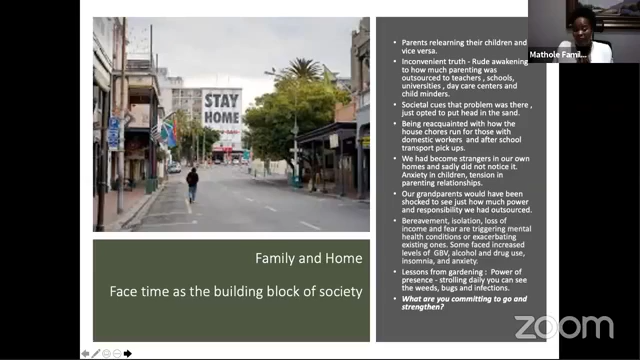 STAY
HOME
Family and Home
Face time as the building block of society
• Parents relearning their children and
vice versa.
• Inconvenient truth - Rude awakening
to how much parenting was
outsourced to teachers , schools,
universities , day care centers and
child minders.
• Societal cues that problem was there ,
just opted to put head in the sand.
• Being reacquainted with how the
house chores run for those with
domestic workers  and after school
transport pick ups.
• We had become strangers in our own
homes and sadly did not notice it.
Anxiety in children, tension in
parenting relationships.
• Our grandparents would have been
shocked to see just how much power
and responsibility we had outsourced.
• Bereavement, isolation, loss of
income and fear are triggering mental
health conditions or exacerbating
existing ones. Some faced increased
levels of  GBV, alcohol and drug use,
insomnia, and anxiety.
• Lessons from gardening :  Power of
presence - strolling daily you can see
the weeds, bugs and infections.
• What are you committing to go and
strengthen?
Mathole Famil...
zoom